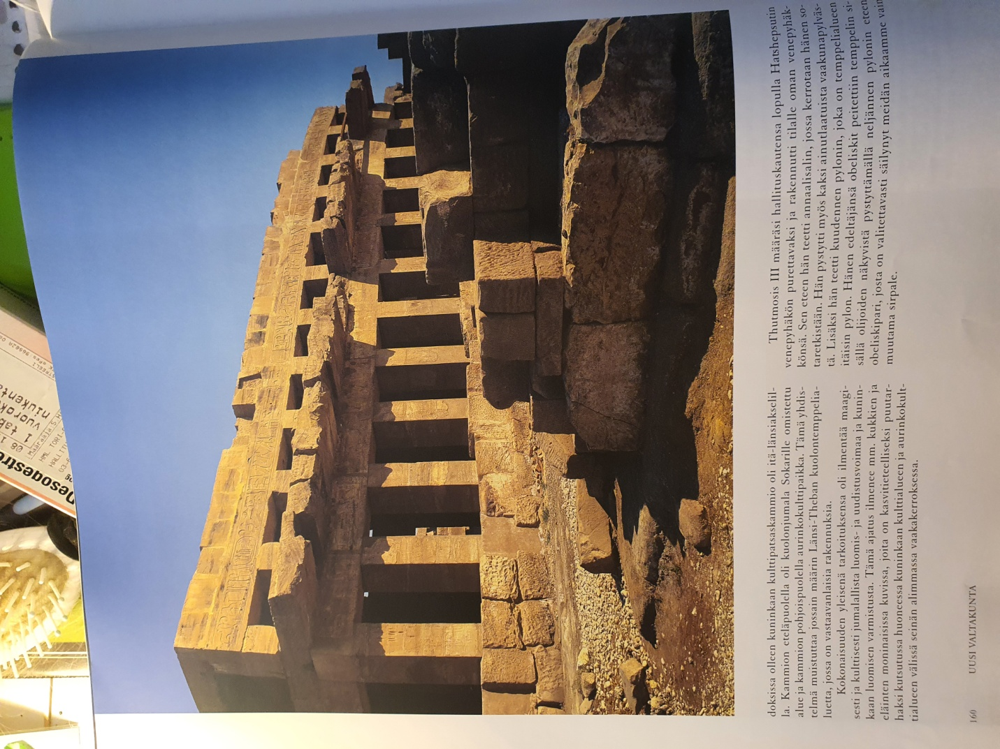 doksissa olleen kuninkaan kulttipatsaskammio oli itä-länsiakselil-
la. Kammion eteläpuolella oli kuolonjumala Sokarille omistettu
alue ja kammion pohjoispuolella aurinkokulttipaikka. Tämä yhdis-
telmä muistuttaa jossain määrin Länsi-Theban kuolontemppelia-
luetta, jossa on vastaavanlaisia rakennuksia.
Kokonaisuuden yleisenä tarkoituksensa oli ilmentää maagi-
sesti ja kulttisesti jumalallista luomis- ja uudistusvoimaa ja kunin-
kaan luomisen varmistusta. Tämä ajatus ilmenee mm. kukkien ja
eläinten moninaisissa kuvissa, joita on kasvitieteelliseksi puutar-
haksi kutsutussa huoneessa kuninkaan kulttialueen ja aurinkokult-
tialueen välissä seinän alimmassa vaakakerroksessa.
Thutmosis III määräsi hallituskautensa lopulla Hatshepsutin
venepyhäkön purettavaksi ja rakennutti tilalle oman venepyhäk-
könsä. Sen eteen hän teetti annaalisalin, jossa kerrotaan hänen so-
taretkistään. Hän pystytti myös kaksi ainutlaatuista vaakunapylväs-
tä. Lisäksi hän teetti kuudennen pylonin, joka on temppelialueen
itäisin pylon. Hänen edeltäjänsä obeliskit peitettiin temppelin si-
sällä olijoiden näkyvistä pystyttämällä neljännen pylonin eteen
obeliskipari, josta on valitettavasti säilynyt meidän aikaamme vain
muutama sirpale.
160 UUSI VALTAKUNTA
Desogestre
niukenta
vuorok
1 tab